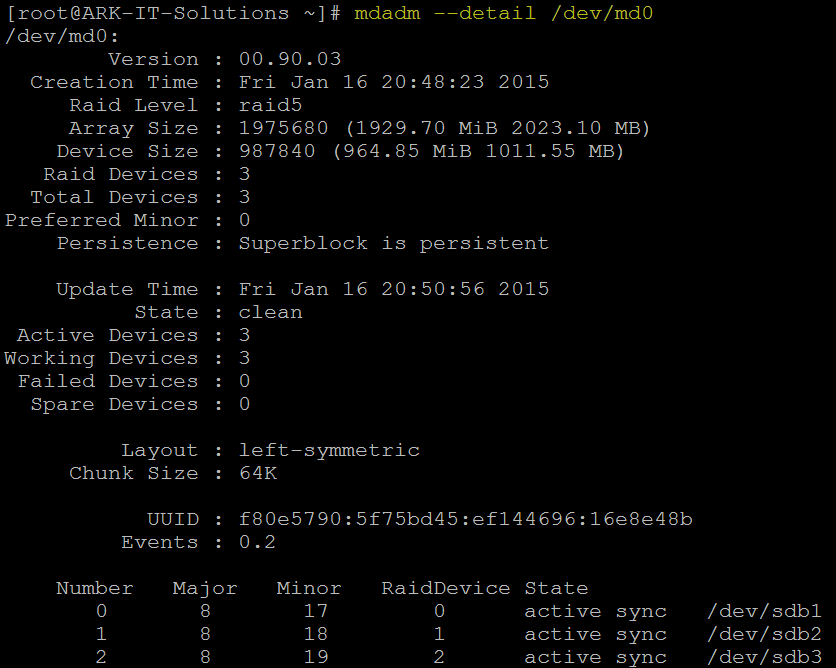 [root@ARK-IT-Solutions ~]# mdadm --detail /dev/md0
/dev/md0:
        Version : 00.90.03
  Creation Time : Fri Jan 16 20:48:23 2015
     Raid Level : raid5
     Array Size : 1975680 (1929.70 MiB 2023.10 MB)
    Device Size : 987840 (964.85 MiB 1011.55 MB)
   Raid Devices : 3
  Total Devices : 3
Preferred Minor : 0
    Persistence : Superblock is persistent

    Update Time : Fri Jan 16 20:50:56 2015
          State : clean
 Active Devices : 3
Working Devices : 3
 Failed Devices : 0
  Spare Devices : 0

         Layout : left-symmetric
     Chunk Size : 64K

           UUID : f80e5790:5f75bd45:ef144696:16e8e48b
         Events : 0.2

    Number   Major   Minor   RaidDevice State
       0       8       17        0      active sync   /dev/sdb1
       1       8       18        1      active sync   /dev/sdb2
       2       8       19        2      active sync   /dev/sdb3